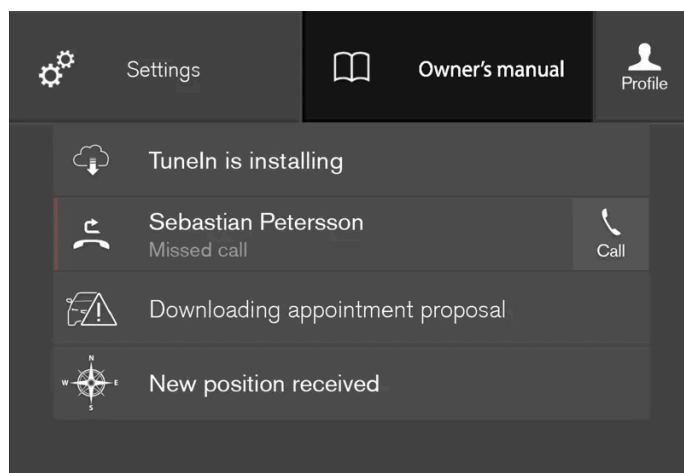 Settings
Owner's manual
Profile
TuneIn is installing
Sebastian Petersson
Missed call
Call
Downloading appointment proposal
N
W
E
S
New position received